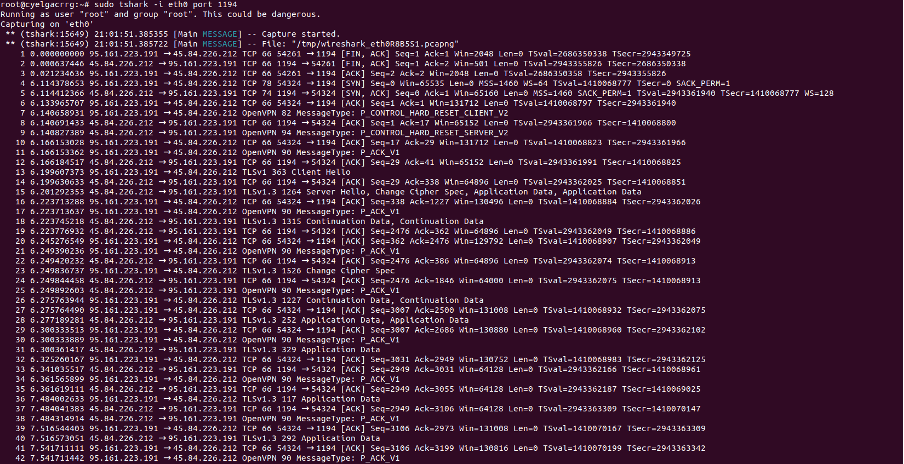 root@cyelgacrrg:~# sudo tshark -i eth0 port 1194
Running as user "root" and group "root". This could be dangerous.
Capturing on 'eth0'
 ** (tshark:15649) 21:01:51.385355 [Main MESSAGE] -- Capture started.
 ** (tshark:15649) 21:01:51.385722 [Main MESSAGE] -- File: "/tmp/wireshark_eth0R8B551.pcapng"
1 0.000000000 95.161.223.191 → 45.84.226.212 TCP 66 54261 → 1194 [FIN, ACK] Seq=1 Ack=1 Win=2048 Len=0 TSval=2686350338 TSecr=2943349725
2 0.000637446 45.84.226.212 → 95.161.223.191 TCP 66 1194 → 54261 [FIN, ACK] Seq=1 Ack=2 Win=501 Len=0 TSval=2943355826 TSecr=2686350338
3 0.021234636 95.161.223.191 → 45.84.226.212 TCP 66 54261 → 1194 [ACK] Seq=2 Ack=2 Win=2048 Len=0 TSval=2686350358 TSecr=2943355826
4 6.114378653 95.161.223.191 → 45.84.226.212 TCP 78 54324 → 1194 [SYN] Seq=0 Win=65535 Len=0 MSS=1460 WS=64 TSval=1410068777 TSecr=0 SACK_PERM=1
5 6.114412366 45.84.226.212 → 95.161.223.191 TCP 74 1194 → 54324 [SYN, ACK] Seq=0 Ack=1 Win=65160 Len=0 MSS=1460 SACK_PERM=1 TSval=2943361940 TSecr=1410068777 WS=128
6 6.133965707 95.161.223.191 → 45.84.226.212 TCP 66 54324 → 1194 [ACK] Seq=1 Ack=1 Win=131712 Len=0 TSval=1410068797 TSecr=2943361940
7 6.140658931 95.161.223.191 → 45.84.226.212 OpenVPN 82 MessageType: P_CONTROL_HARD_RESET_CLIENT_V2
8 6.140691433 45.84.226.212 → 95.161.223.191 TCP 66 1194 → 54324 [ACK] Seq=1 Ack=17 Win=65152 Len=0 TSval=2943361966 TSecr=1410068800
9 6.140827389 45.84.226.212 → 95.161.223.191 OpenVPN 94 MessageType: P_CONTROL_HARD_RESET_SERVER_V2
10 6.166153028 95.161.223.191 → 45.84.226.212 TCP 66 54324 → 1194 [ACK] Seq=17 Ack=29 Win=131712 Len=0 TSval=1410068823 TSecr=2943361966
11 6.166153362 95.161.223.191 → 45.84.226.212 OpenVPN 90 MessageType: P_ACK_V1
12 6.166184517 45.84.226.212 → 95.161.223.191 TCP 66 1194 → 54324 [ACK] Seq=29 Ack=41 Win=65152 Len=0 TSval=2943361991 TSecr=1410068825
13 6.199607373 95.161.223.191 → 45.84.226.212 TLSv1 363 Client Hello
14 6.199630633 45.84.226.212 → 95.161.223.191 TCP 66 1194 → 54324 [ACK] Seq=29 Ack=338 Win=64896 Len=0 TSval=2943362025 TSecr=1410068851
15 6.201292353 45.84.226.212 → 95.161.223.191 TLSv1.3 1264 Server Hello, Change Cipher Spec, Application Data, Application Data
16 6.223713288 95.161.223.191 → 45.84.226.212 TCP 66 54324 → 1194 [ACK] Seq=338 Ack=1227 Win=130496 Len=0 TSval=1410068884 TSecr=2943362026
17 6.223713637 95.161.223.191 → 45.84.226.212 OpenVPN 90 MessageType: P_ACK_V1
18 6.223745218 45.84.226.212 → 95.161.223.191 TLSv1.3 1315 Continuation Data, Continuation Data
19 6.223776932 45.84.226.212 → 95.161.223.191 TCP 66 1194 → 54324 [ACK] Seq=2476 Ack=362 Win=64896 Len=0 TSval=2943362049 TSecr=1410068886
20 6.245276549 95.161.223.191 → 45.84.226.212 TCP 66 54324 → 1194 [ACK] Seq=362 Ack=2476 Win=129792 Len=0 TSval=1410068907 TSecr=2943362049
21 6.249390236 95.161.223.191 → 45.84.226.212 OpenVPN 90 MessageType: P_ACK_V1
22 6.249420232 45.84.226.212 → 95.161.223.191 TCP 66 1194 → 54324 [ACK] Seq=2476 Ack=386 Win=64896 Len=0 TSval=2943362074 TSecr=1410068913
23 6.249836737 95.161.223.191 → 45.84.226.212 TLSv1.3 1526 Change Cipher Spec
24 6.249844458 45.84.226.212 → 95.161.223.191 TCP 66 1194 → 54324 [ACK] Seq=2476 Ack=1846 Win=64000 Len=0 TSval=2943362075 TSecr=1410068913
25 6.249892603 45.84.226.212 → 95.161.223.191 OpenVPN 90 MessageType: P_ACK_V1
26 6.275763944 95.161.223.191 → 45.84.226.212 TLSv1.3 1227 Continuation Data, Continuation Data
27 6.275764490 95.161.223.191 → 45.84.226.212 TCP 66 54324 → 1194 [ACK] Seq=3007 Ack=2500 Win=131008 Len=0 TSval=1410068932 TSecr=2943362075
28 6.277189281 45.84.226.212 → 95.161.223.191 TLSv1.3 252 Application Data, Application Data
29 6.300333513 95.161.223.191 → 45.84.226.212 TCP 66 54324 → 1194 [ACK] Seq=3007 Ack=2686 Win=130880 Len=0 TSval=1410068960 TSecr=2943362102
30 6.300333889 95.161.223.191 → 45.84.226.212 OpenVPN 90 MessageType: P_ACK_V1
31 6.300361417 45.84.226.212 → 95.161.223.191 TLSv1.3 329 Application Data
32 6.325260167 95.161.223.191 → 45.84.226.212 TCP 66 54324 → 1194 [ACK] Seq=3031 Ack=2949 Win=130752 Len=0 TSval=1410068983 TSecr=2943362125
33 6.341035517 45.84.226.212 → 95.161.223.191 TCP 66 1194 → 54324 [ACK] Seq=2949 Ack=3031 Win=64128 Len=0 TSval=2943362166 TSecr=1410068961
34 6.361565899 95.161.223.191 → 45.84.226.212 OpenVPN 90 MessageType: P_ACK_V1
35 6.361619111 45.84.226.212 → 95.161.223.191 TCP 66 1194 → 54324 [ACK] Seq=2949 Ack=3055 Win=64128 Len=0 TSval=2943362187 TSecr=1410069025
36 7.484002633 95.161.223.191 → 45.84.226.212 TLSv1.3 117 Application Data
37 7.484041383 45.84.226.212 → 95.161.223.191 TCP 66 1194 → 54324 [ACK] Seq=2949 Ack=3106 Win=64128 Len=0 TSval=2943363309 TSecr=1410070147
38 7.484314914 45.84.226.212 → 95.161.223.191 OpenVPN 90 MessageType: P_ACK_V1
39 7.516544403 95.161.223.191 → 45.84.226.212 TCP 66 54324 → 1194 [ACK] Seq=3106 Ack=2973 Win=131008 Len=0 TSval=1410070167 TSecr=2943363309
40 7.516573051 45.84.226.212 → 95.161.223.191 TLSv1.3 292 Application Data
41 7.541711111 95.161.223.191 → 45.84.226.212 TCP 66 54324 → 1194 [ACK] Seq=3106 Ack=3199 Win=130816 Len=0 TSval=1410070199 TSecr=2943363342
42 7.541711442 95.161.223.191 → 45.84.226.212 OpenVPN 90 MessageType: P_ACK_V1